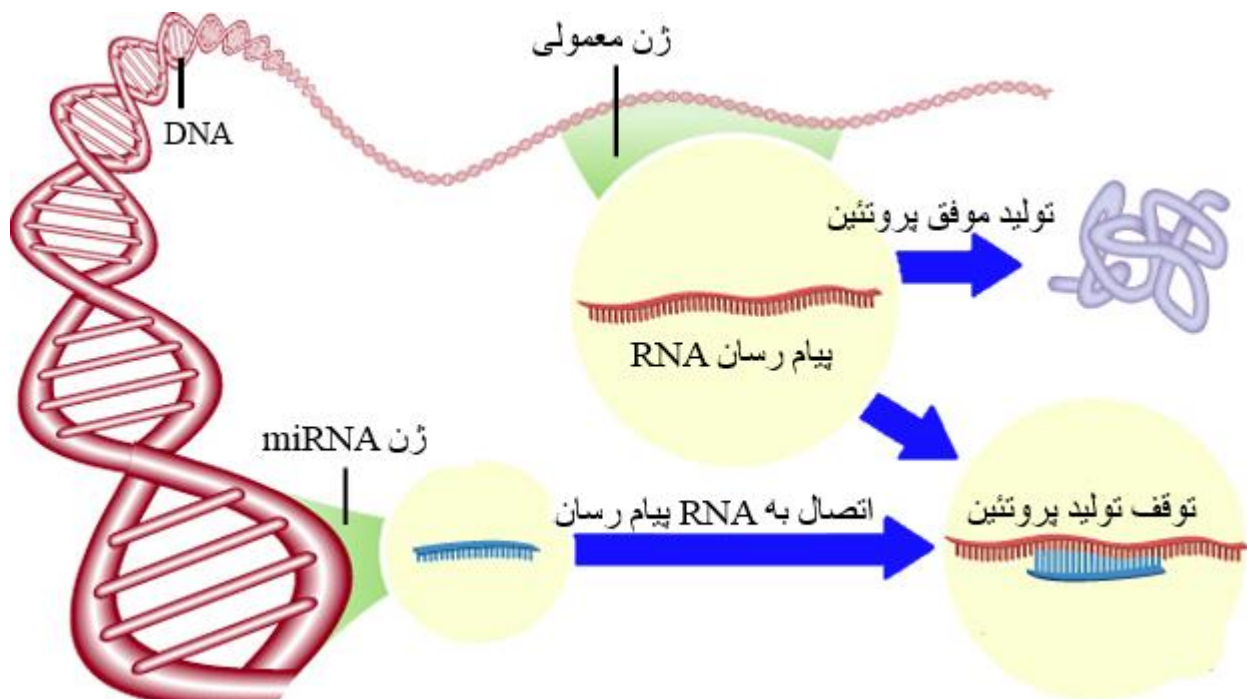 ژن معمولی
DNA
تولید موفق پروتئین
پیام رسان RNA
ژن miRNA
اتصال به RNA پیام رسان
توقف تولید پروتئین